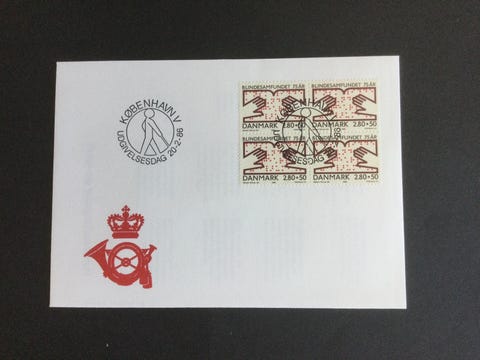 KØBENHAVN V
UDGIVELSESDAG 20-2-86
BLINDESAMFUNDET 75 ÅR
DANMARK 2.80+50
BLINDESAMFUNDET 75 ÅR
DANMARK 2.80+50
BLINDESAMFUNDET 75 ÅR
DANMARK 2.80+50
BLINDESAMFUNDET 75 ÅR
DANMARK 2.80+50